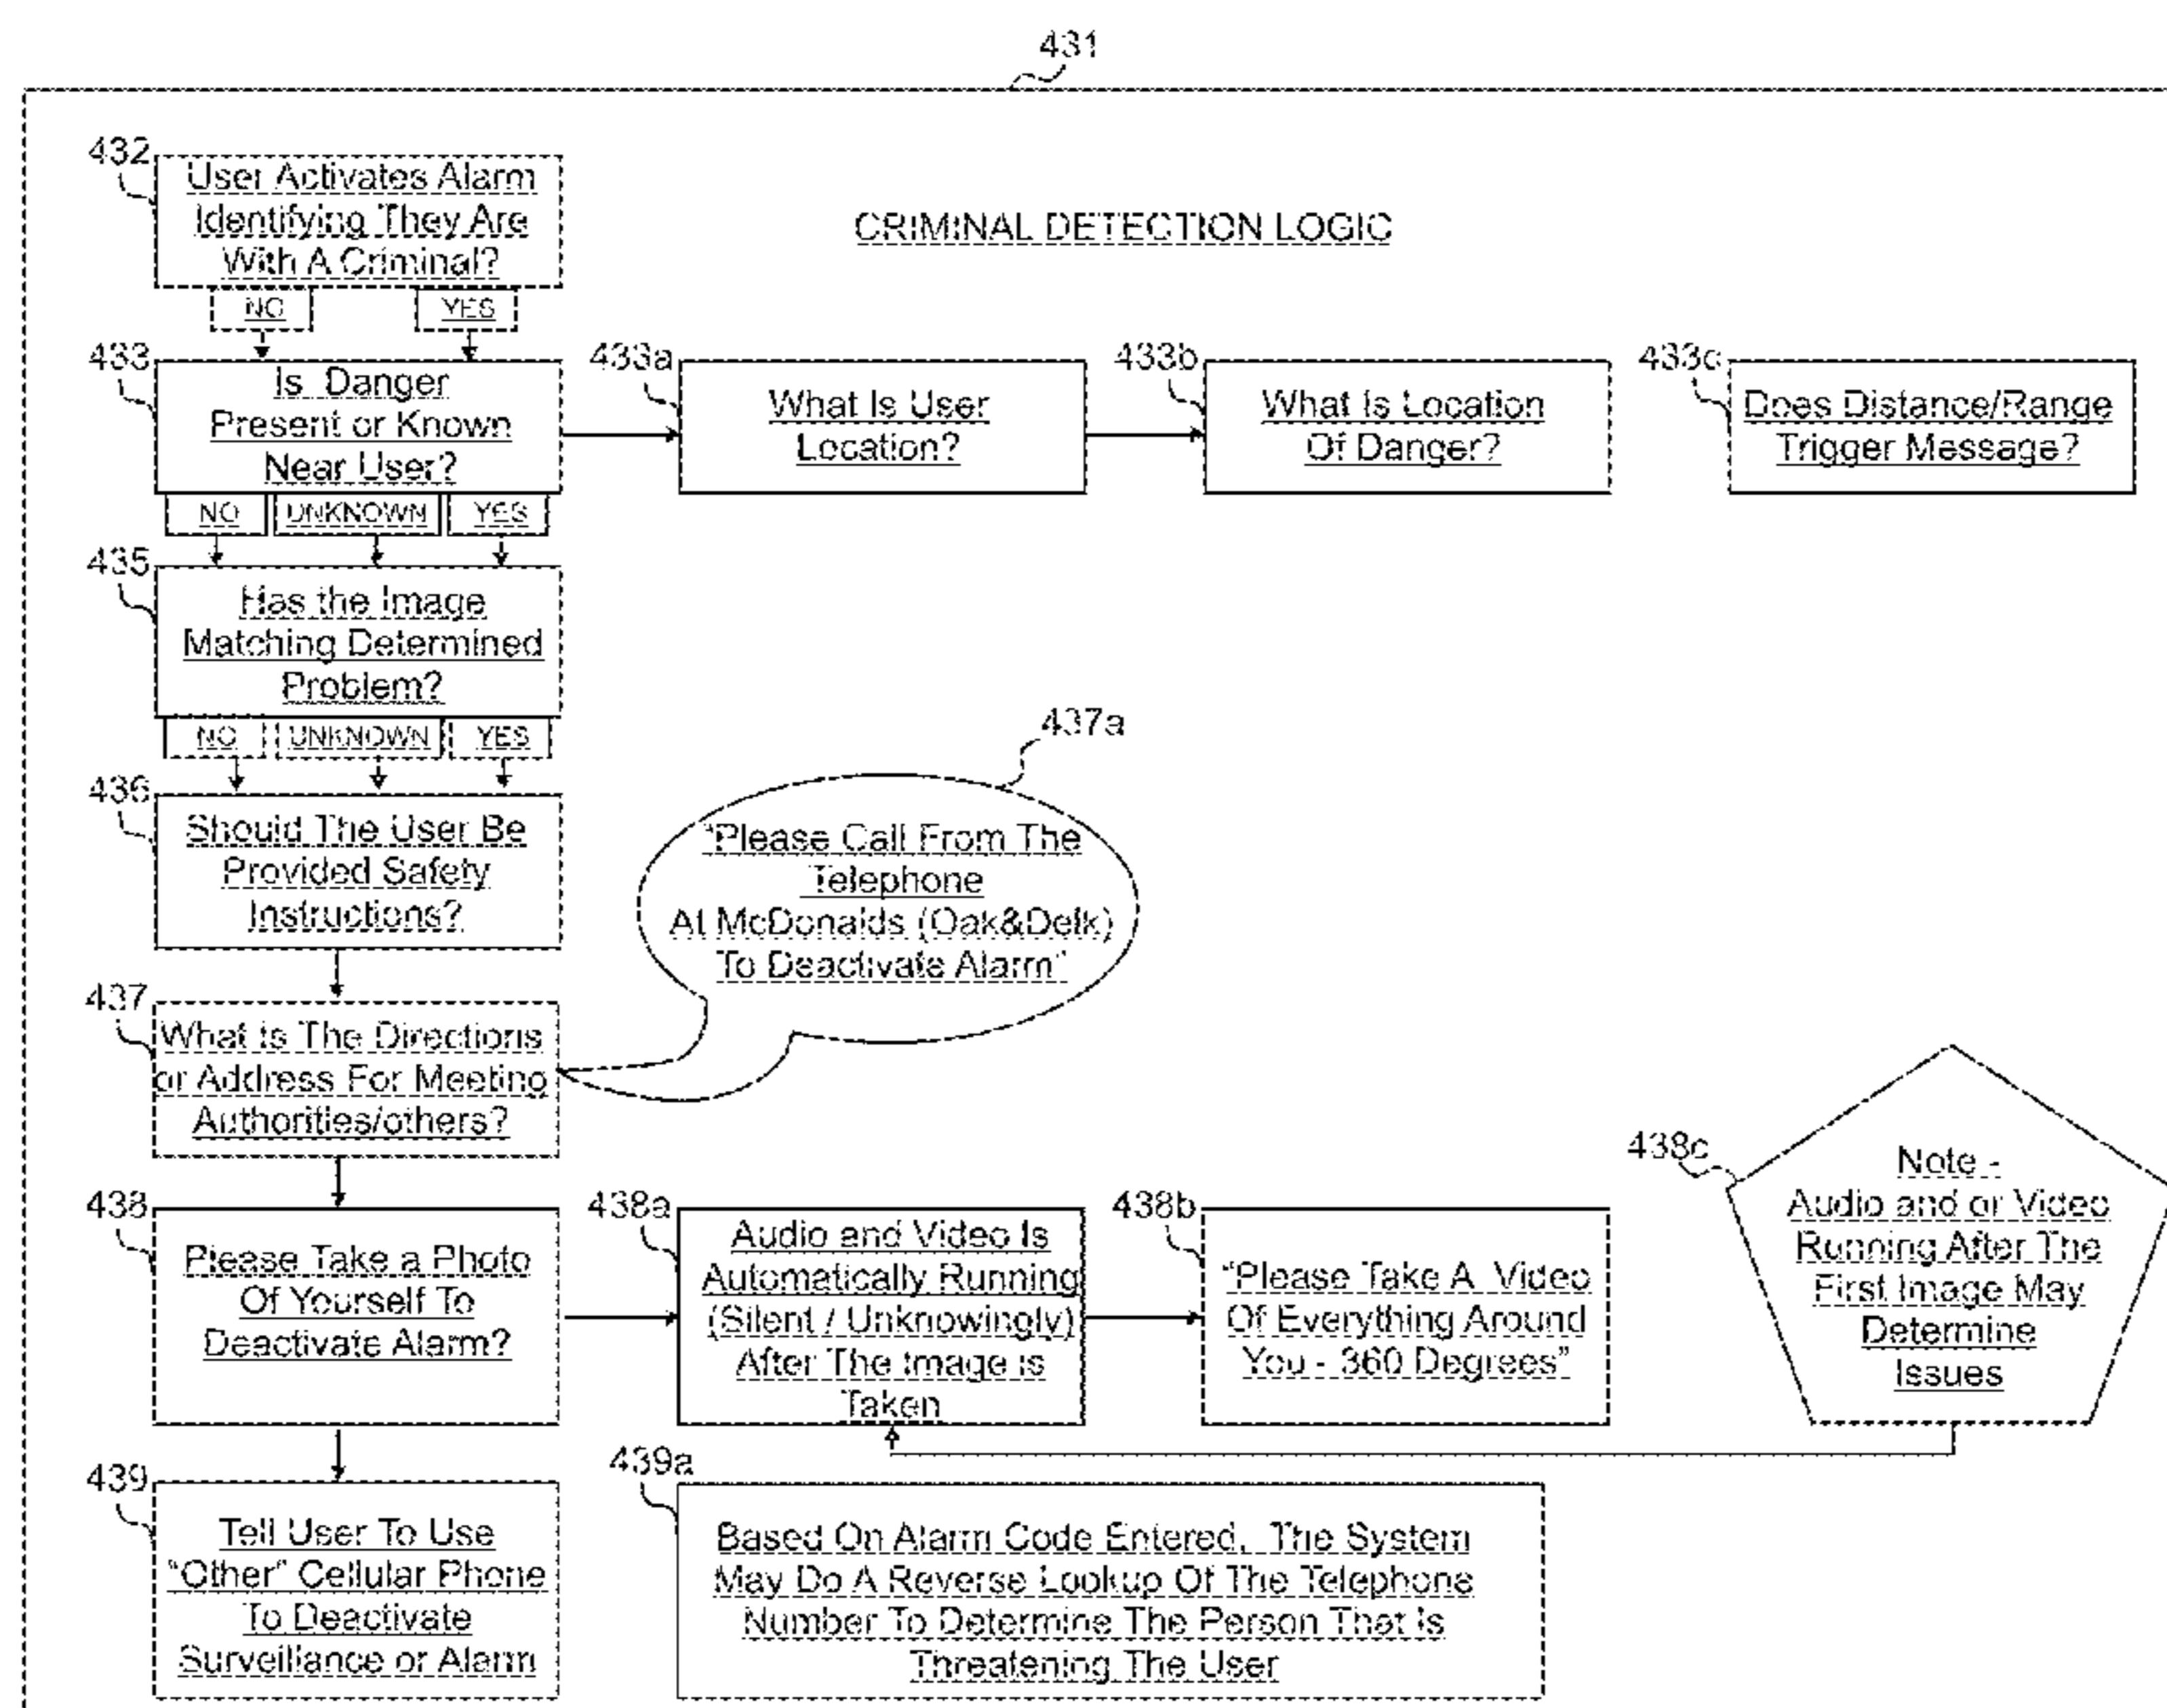 431
432
User Activates Alarm
Identifying They Are
With A Criminal?
NO
YES
CRIMINAL DETECTION LOGIC
433
Is Danger
Present or Known
Near User?
NO
UNKNOWN
YES
433a
What Is User
Location?
433b
What Is Location
Of Danger?
433c
Does Distance/Range
Trigger Message?
435
Has the Image
Matching Determined
Problem?
NO
UNKNOWN
YES
436
Should The User Be
Provided Safety
Instructions?
437
What Is The Directions
or Address For Meeting
Authorities/others?
437a
"Please Call From The
Telephone
At McDonalds (Oak&Delk)
To Deactivate Alarm"
438
Please Take a Photo
Of Yourself To
Deactivate Alarm?
438a
Audio and Video Is
Automatically Running
(Silent / Unknowingly)
After The Image is
Taken
438b
"Please Take A Video
Of Everything Around
You - 360 Degrees"
438c
Note -
Audio and or Video
Running After The
First Image May
Determine
Issues
439
Tell User To Use
"Other" Cellular Phone
To Deactivate
Surveillance or Alarm
439a
Based On Alarm Code Entered, The System
May Do A Reverse Lookup Of The Telephone
Number To Determine The Person That Is
Threatening The User